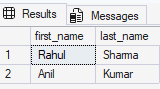 Results Messages
first_name last_name
1 Rahul Sharma
2 Anil Kumar